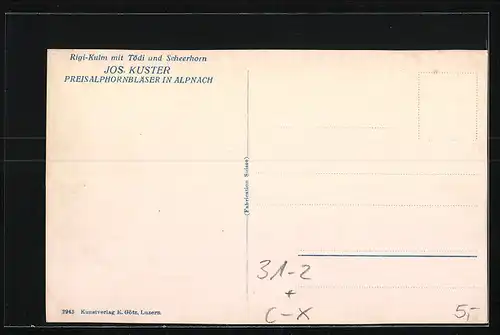 Rigi-Kulm mit Tödi und Scheerhorn
JOS. KUSTER
PREISALPHORNBLÄSER IN ALPNACH
(Fabrication Suisse)
31-2
+
C-X
5,-
2943 Kunstverlag E. Götz, Luzern.